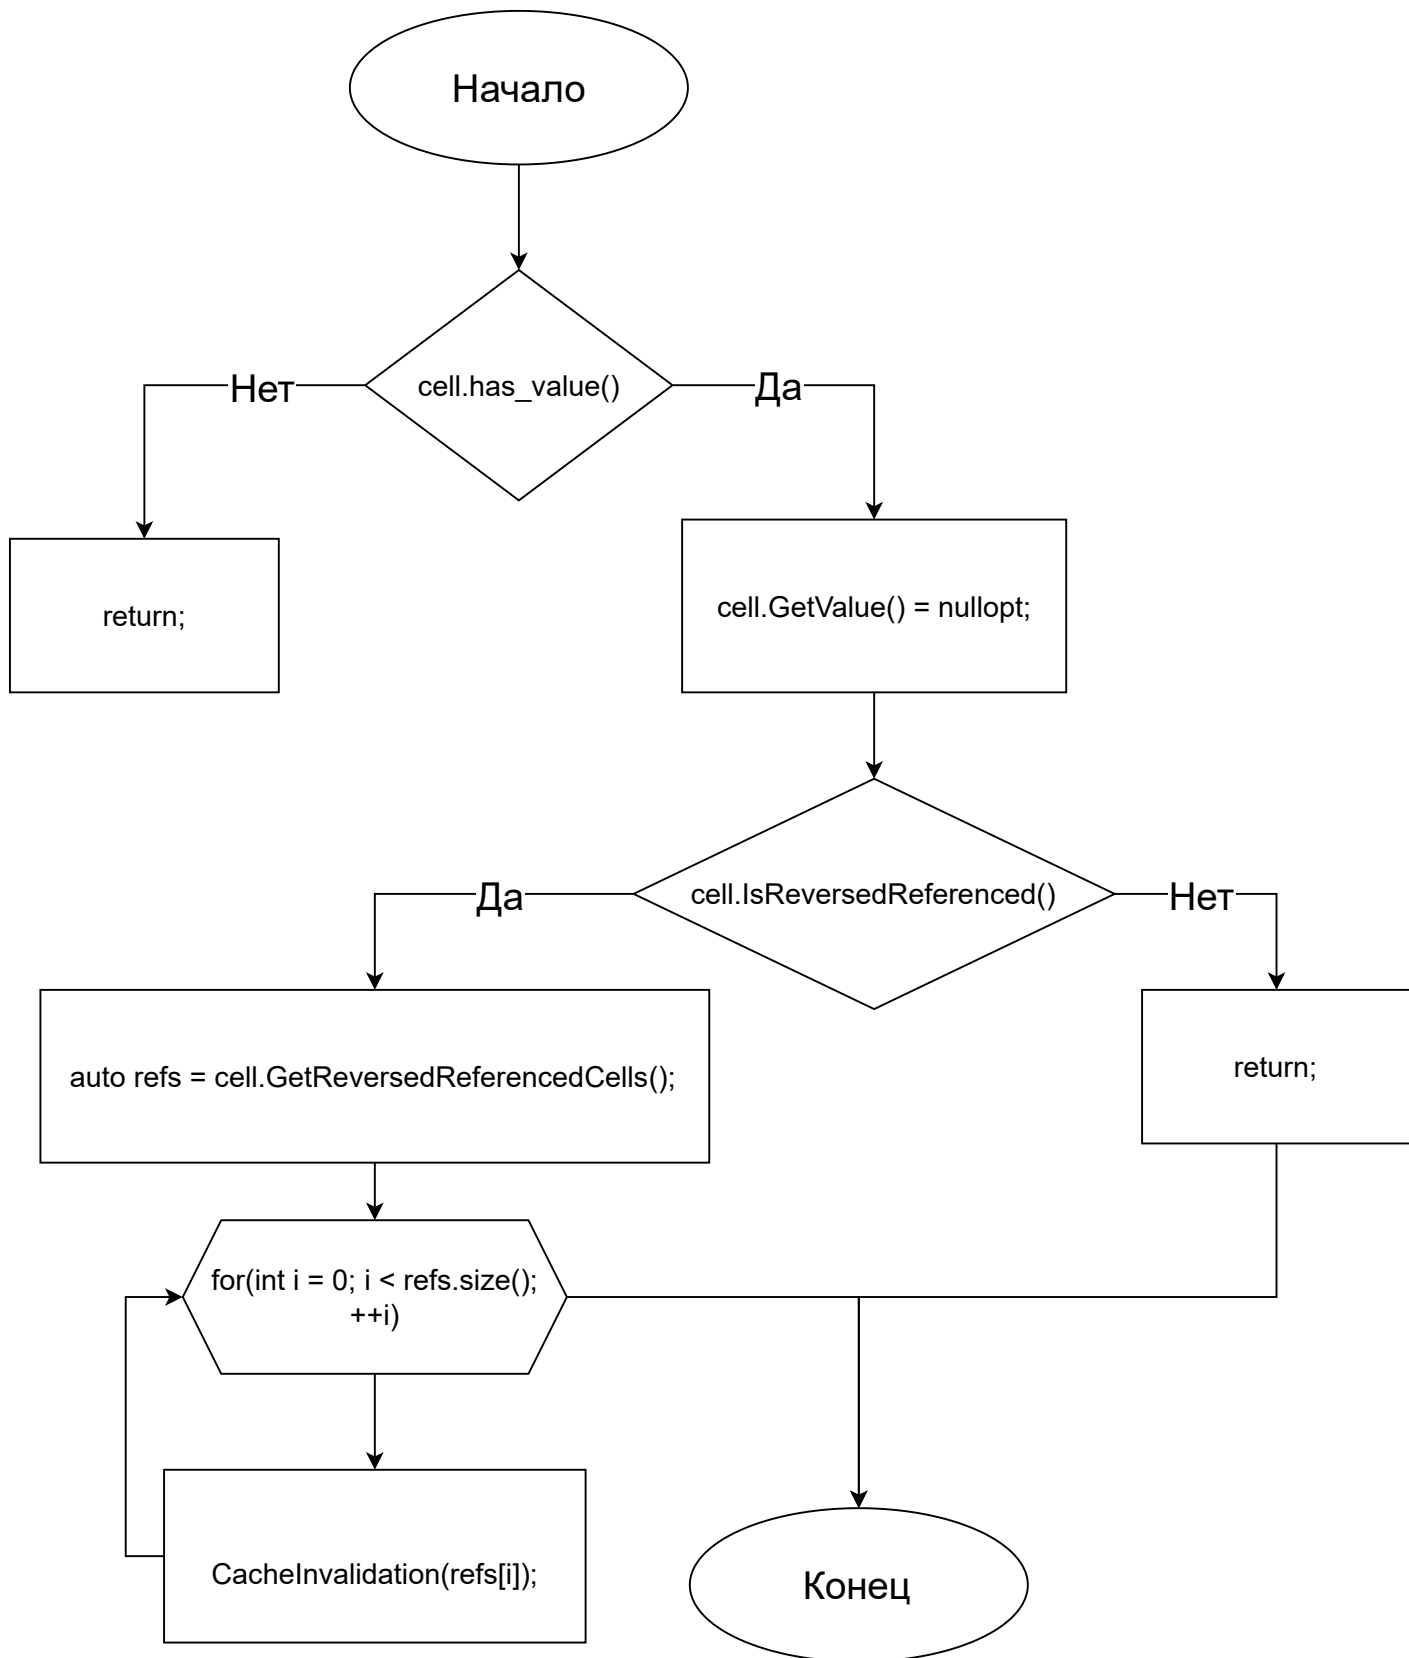 Начало
cell.has_value()
Нет
Да
return;
cell.GetValue() = nullopt;
cell.IsReversedReferenced()
Да
Нет
auto refs = cell.GetReversedReferencedCells();
return;
for(int i = 0; i < refs.size();
++i)
CacheInvalidation(refs[i]);
Конец